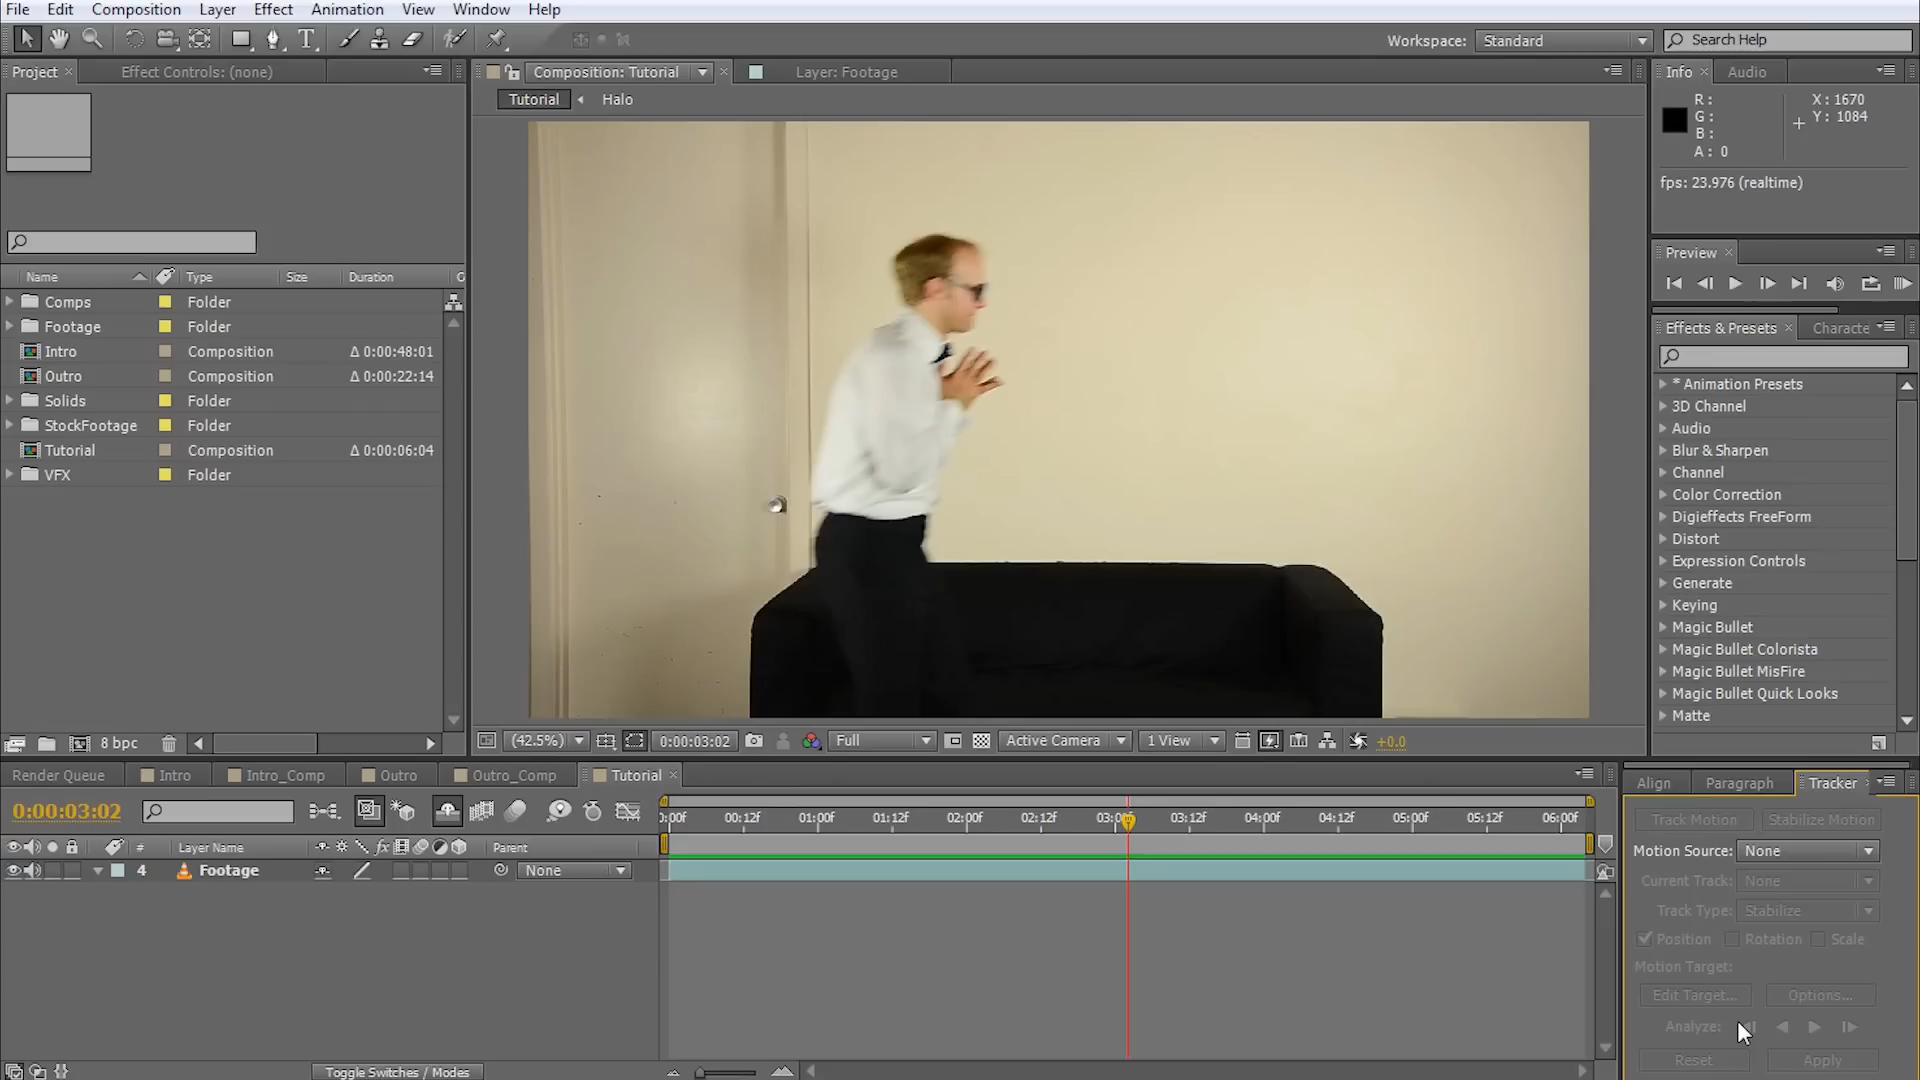 File Edit Composition Layer Effect Animation View Window Help
Workspace: Standard Search Help
Project Effect Controls: (none) Composition: Tutorial Layer: Footage Info Audio
Tutorial Halo
R: X: 1670
G: Y: 1084
B:
A: 0
fps: 23.976 (realtime)
Preview
Name Type Size Duration
Comps Folder
Footage Folder
Intro Composition Δ 0:00:48:01
Outro Composition Δ 0:00:22:14
Solids Folder
StockFootage Folder
Tutorial Composition Δ 0:00:06:04
VFX Folder
Effects & Presets Characte
* Animation Presets
3D Channel
Audio
Blur & Sharpen
Channel
Color Correction
Digieffects FreeForm
Distort
Expression Controls
Generate
Keying
Magic Bullet
Magic Bullet Colorista
Magic Bullet MisFire
Magic Bullet Quick Looks
Matte
8 bpc
(42.5%) 0:00:03:02 Full Active Camera 1 View +0.0
Render Queue Intro Intro_Comp Outro Outro_Comp Tutorial
0:00:03:02
0:00f 00:12f 01:00f 01:12f 02:00f 02:12f 03:00f 03:12f 04:00f 04:12f 05:00f 05:12f 06:00f
# Layer Name fx Parent
4 Footage None
Toggle Switches / Modes
Align Paragraph Tracker
Track Motion Stabilize Motion
Motion Source: None
Current Track: None
Track Type: Stabilize
Position Rotation Scale
Motion Target:
Edit Target... Options...
Analyze:
Reset Apply